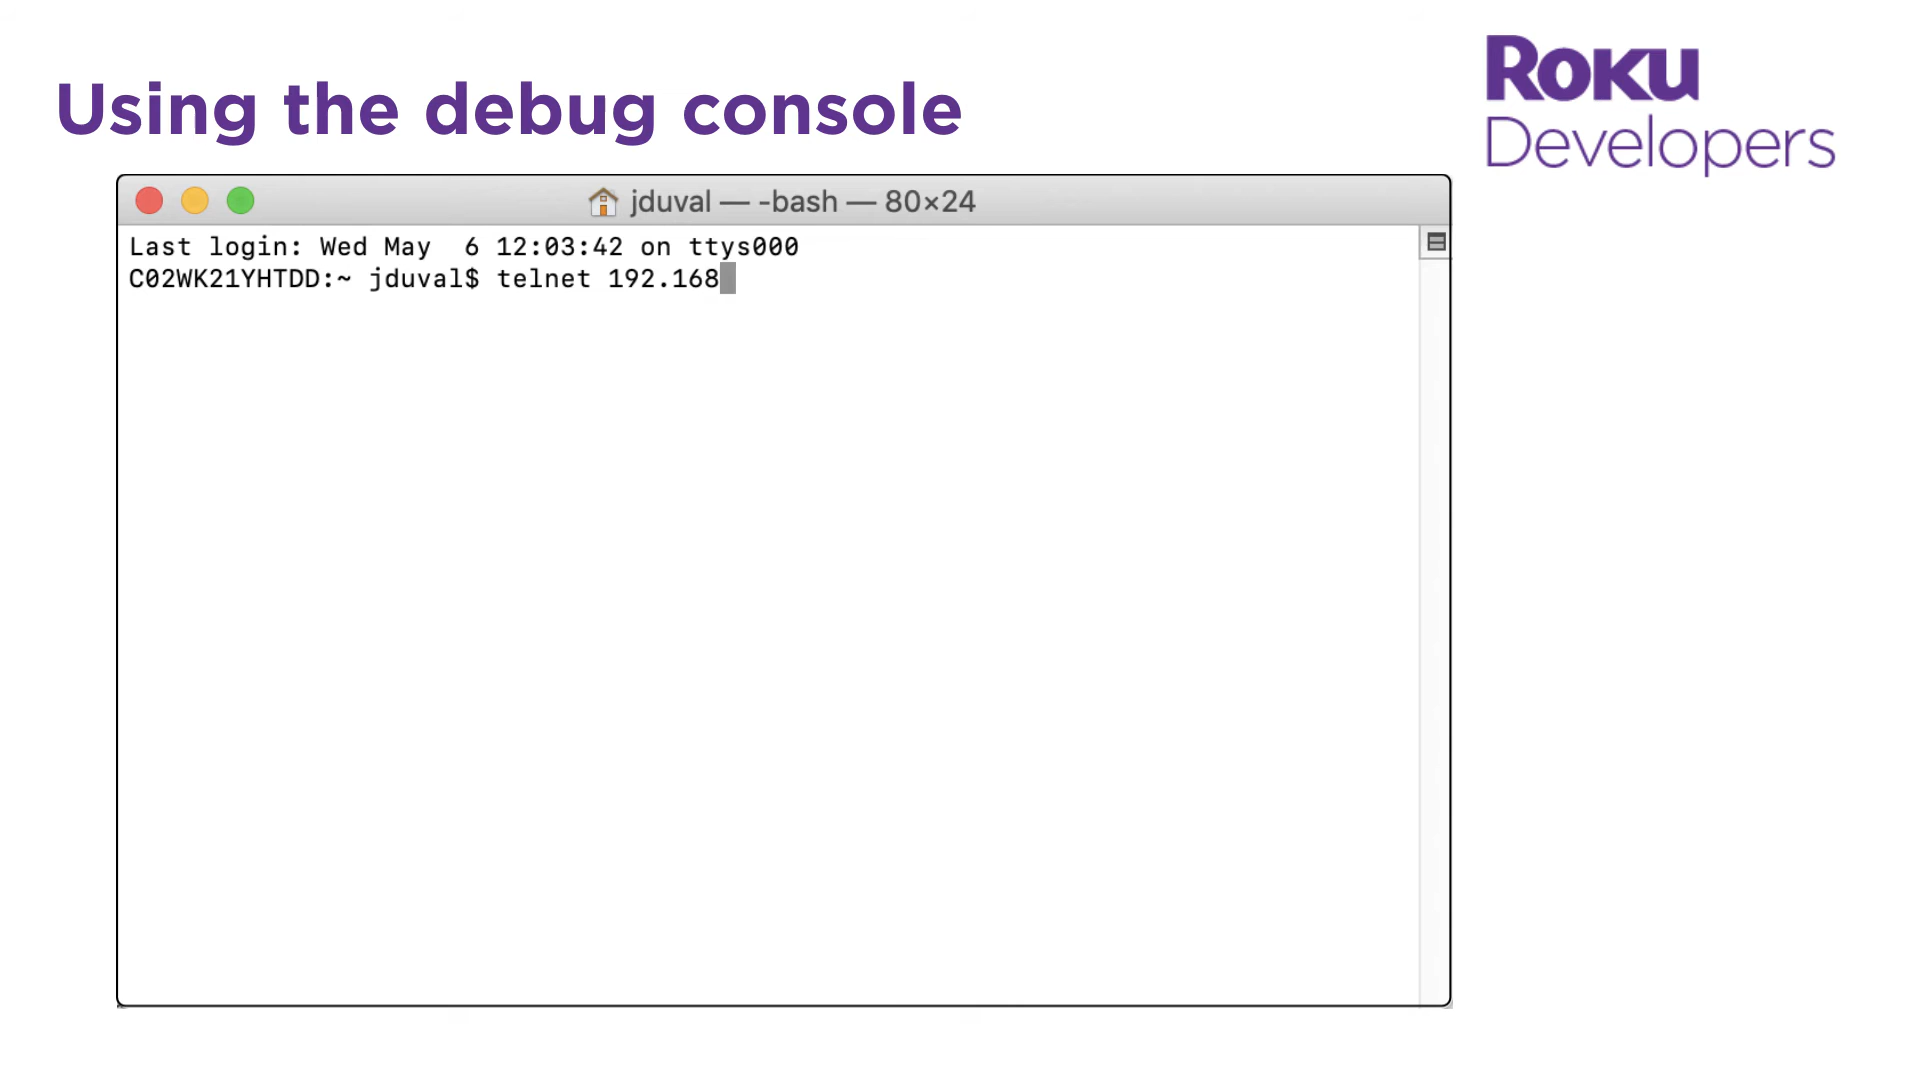 Using the debug console
Roku
Developers
jduval — -bash — 80×24
Last login: Wed May  6 12:03:42 on ttys000
C02WK21YHTDD:~ jduval$ telnet 192.168